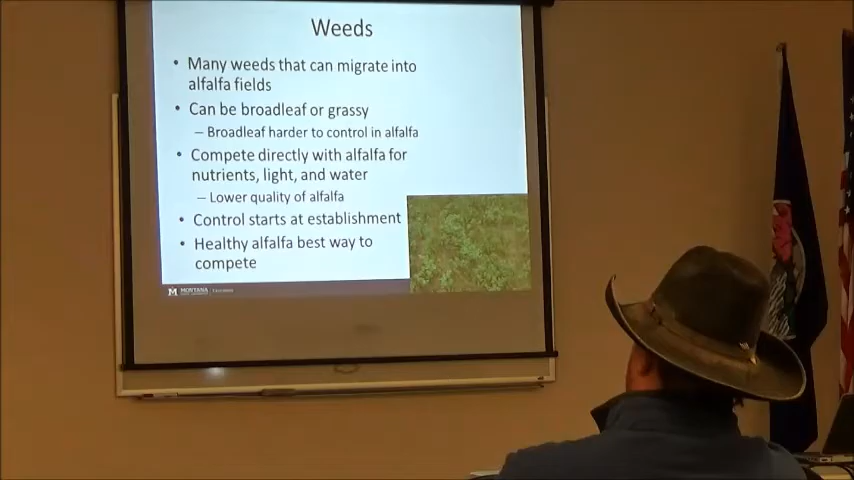 Weeds
• Many weeds that can migrate into
alfalfa fields
• Can be broadleaf or grassy
– Broadleaf harder to control in alfalfa
• Compete directly with alfalfa for
nutrients, light, and water
– Lower quality of alfalfa
• Control starts at establishment
• Healthy alfalfa best way to
compete
M MONTANA